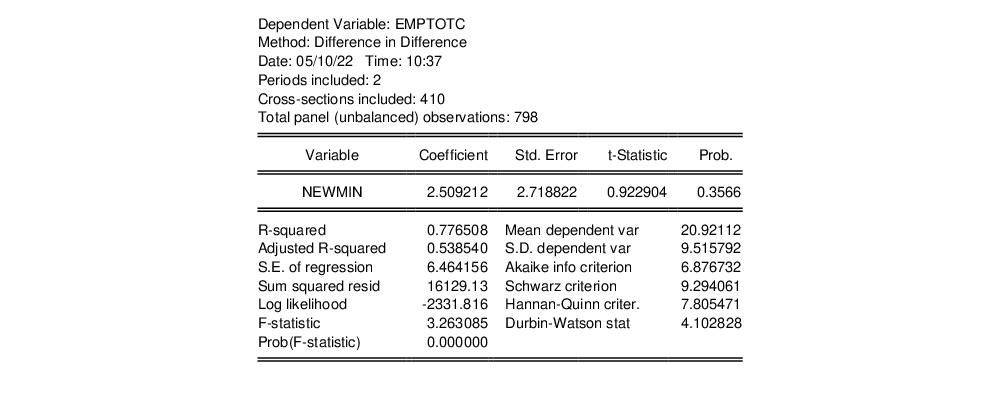 Dependent Variable: EMPTOTC
Method: Difference in Difference
Date: 05/10/22 Time: 10:37
Periods included: 2
Cross-sections included: 410
Total panel (unbalanced) observations: 798
Variable Coefficient Std. Error t-Statistic Prob.
NEWMIN 2.509212 2.718822 0.922904 0.3566
R-squared 0.776508 Mean dependent var 20.92112
Adjusted R-squared 0.538540 S.D. dependent var 9.515792
S.E. of regression 6.464156 Akaike info criterion 6.876732
Sum squared resid 16129.13 Schwarz criterion 9.294061
Log likelihood -2331.816 Hannan-Quinn criter. 7.805471
F-statistic 3.263085 Durbin-Watson stat 4.102828
Prob(F-statistic) 0.000000